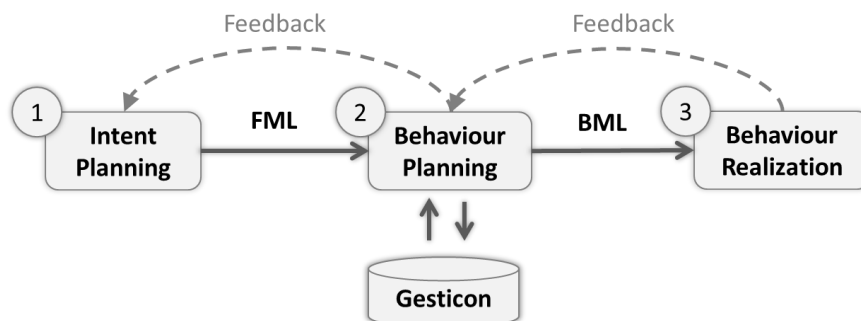 Feedback
Feedback
1
Intent
Planning
FML
2
Behaviour
Planning
BML
3
Behaviour
Realization
Gesticon